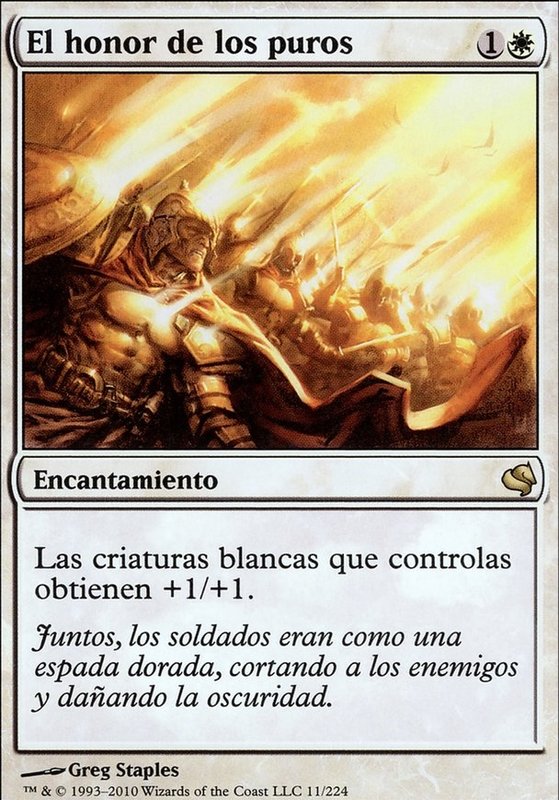 El honor de los puros 1
Encantamiento
Las criaturas blancas que controlas
obtienen +1/+1.
Juntos, los soldados eran como una
espada dorada, cortando a los enemigos
y dañando la oscuridad.
Greg Staples
™ & © 1993–2010 Wizards of the Coast LLC 11/224